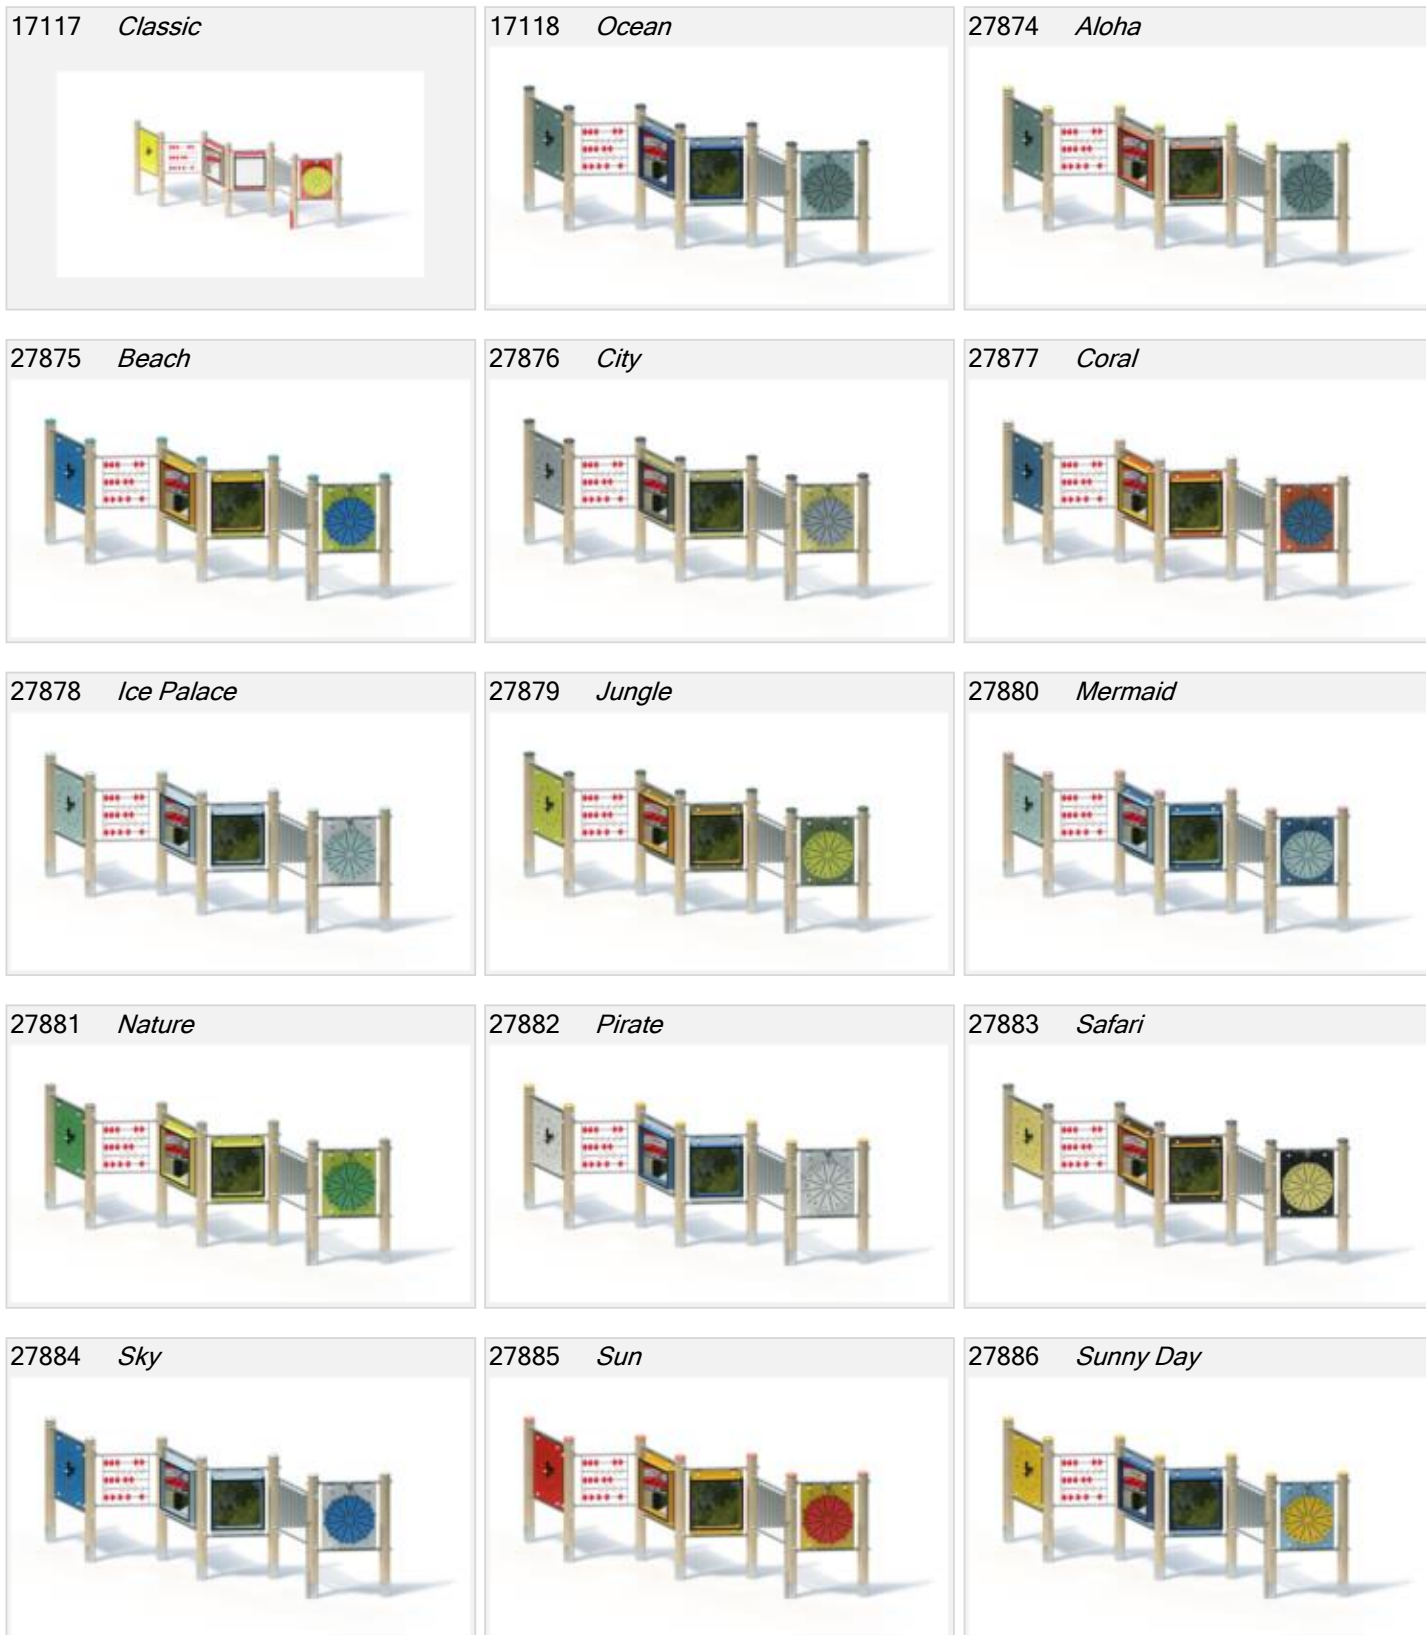 17117 Classic
17118 Ocean
27874 Aloha
27875 Beach
27876 City
27877 Coral
27878 Ice Palace
27879 Jungle
27880 Mermaid
27881 Nature
27882 Pirate
27883 Safari
27884 Sky
27885 Sun
27886 Sunny Day